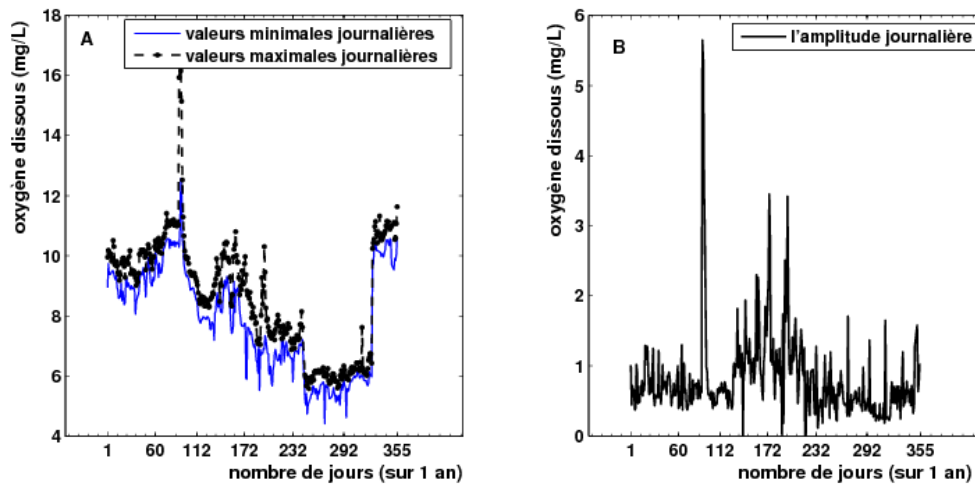 A
valeurs minimales journalières
valeurs maximales journalières
oxygène dissous (mg/L)
18
16
14
12
10
8
6
4
1 60 112 172 232 292 355
nombre de jours (sur 1 an)
B
l'amplitude journalière
oxygène dissous (mg/L)
6
5
4
3
2
1
0
1 60 112 172 232 292 355
nombre de jours (sur 1 an)